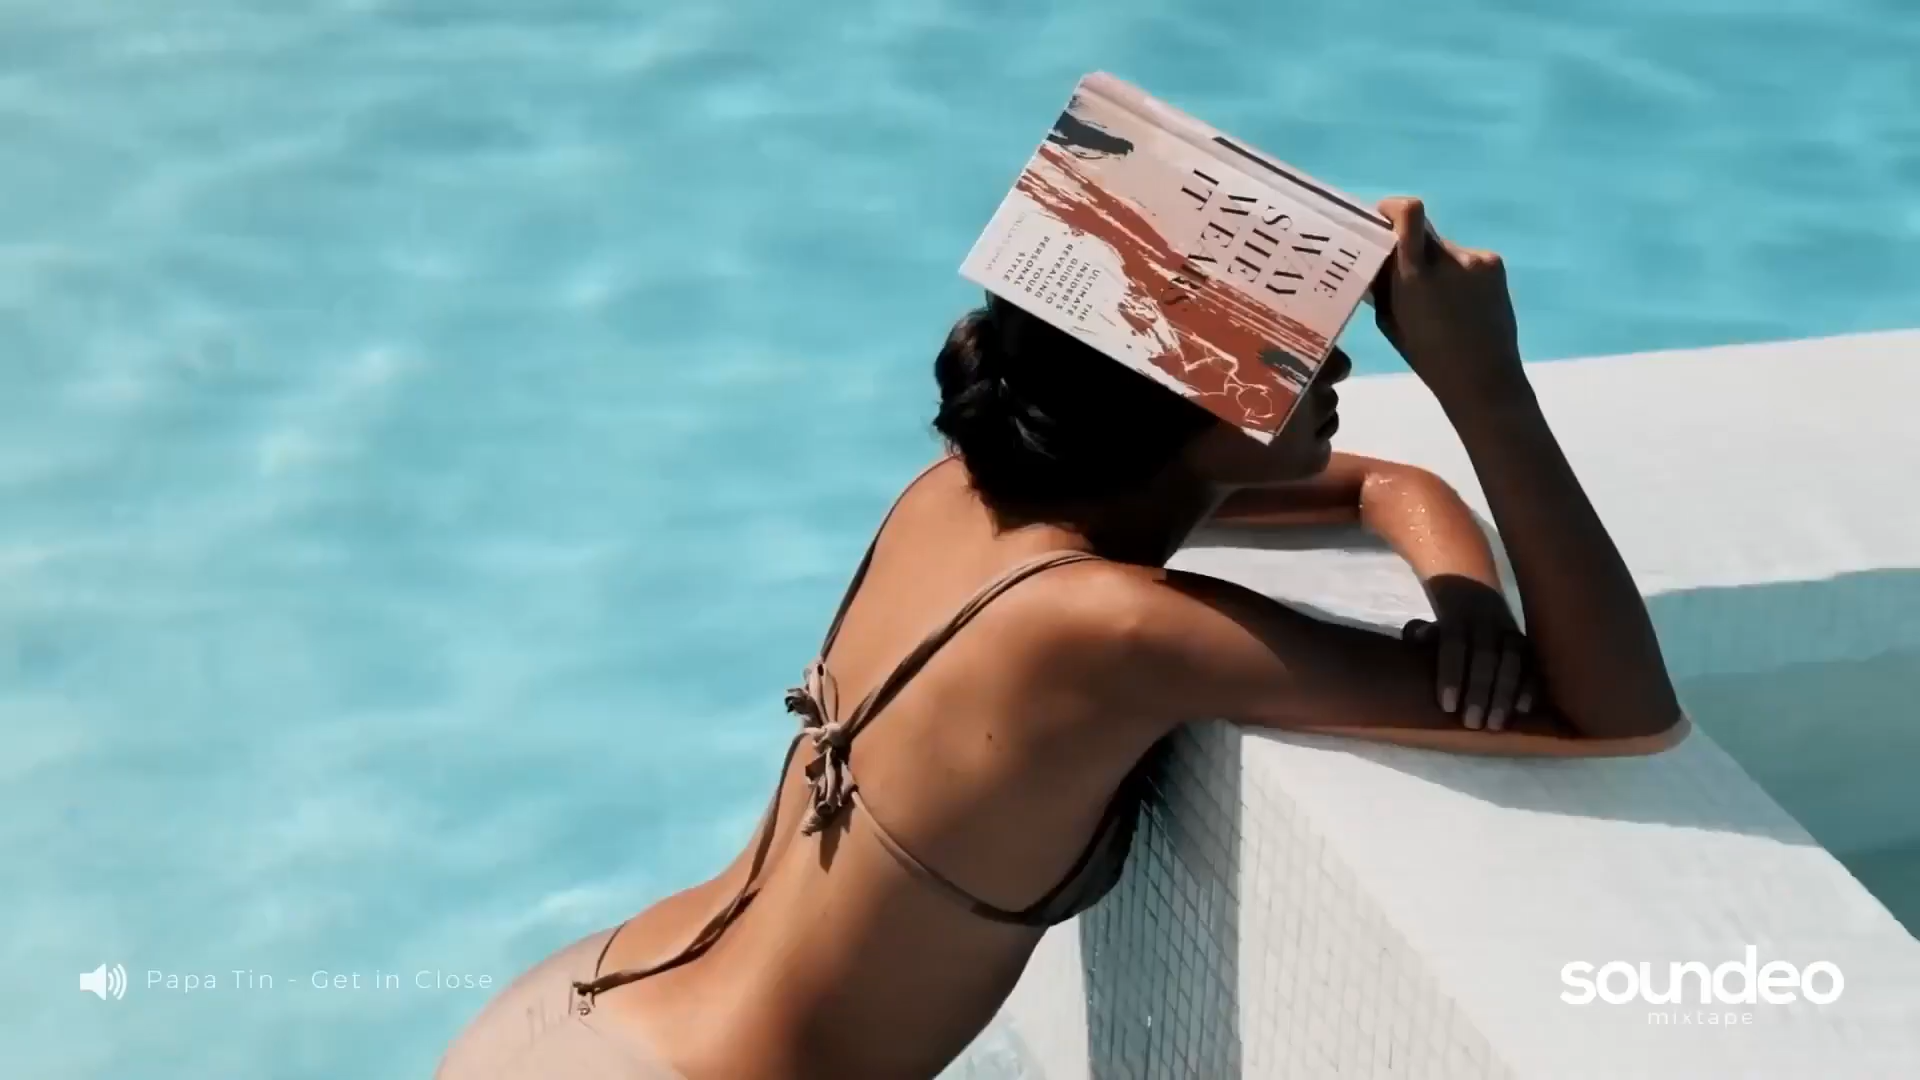 THE
WAY
SHE
WEARS
IT
THE
ULTIMATE
INSIDER'S
GUIDE TO
REVEALING
YOUR
PERSONAL
STYLE
Papa Tin - Get in Close
soundeo
mixtape